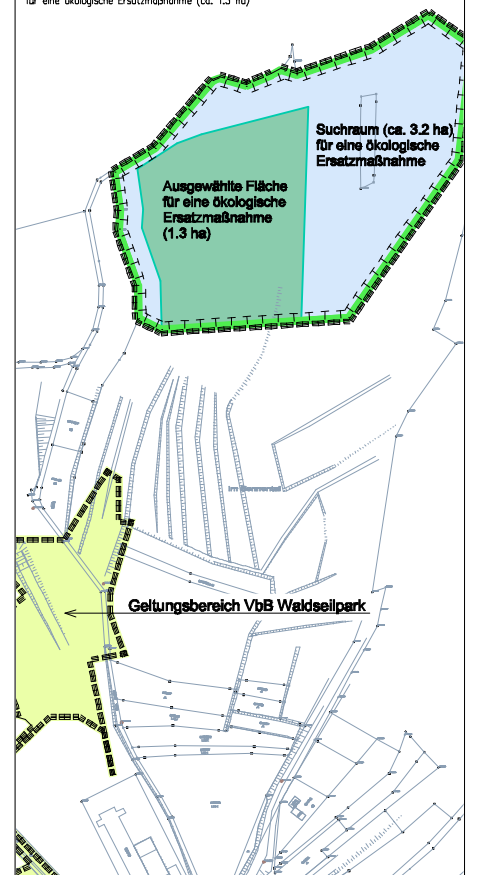 für eine ökologische Ersatzmaßnahme (ca. 1.3 ha)
Suchraum (ca. 3.2 ha)
für eine ökologische
Ersatzmaßnahme
Ausgewählte Fläche
für eine ökologische
Ersatzmaßnahme
(1.3 ha)
Geltungsbereich VbB Waldseilpark